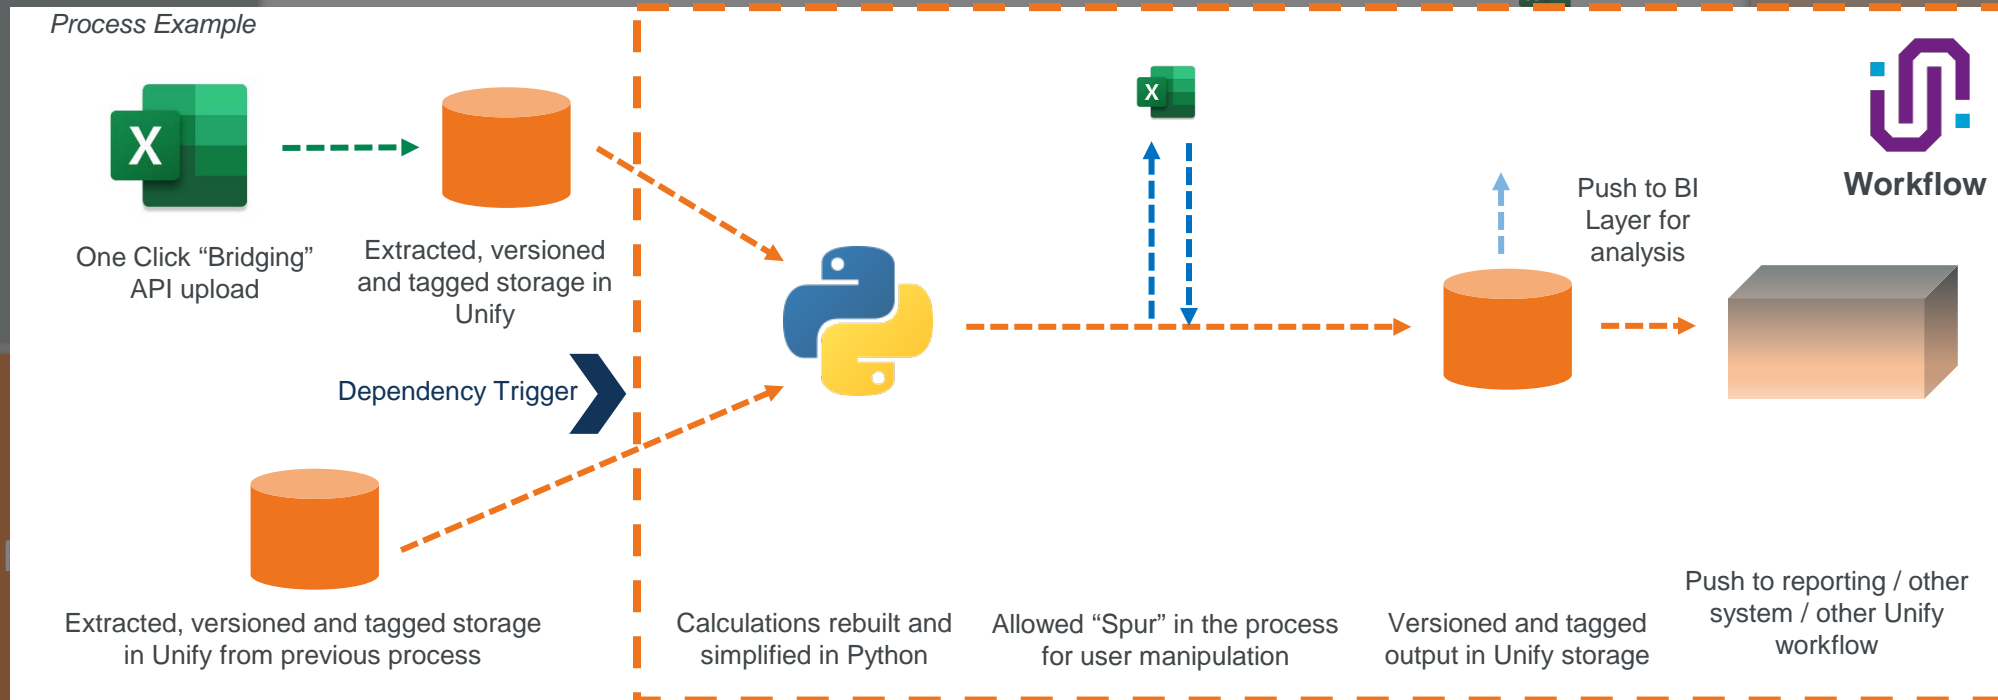 Process Example
X
X
Workflow
One Click “Bridging”
API upload
Extracted, versioned
and tagged storage in
Unify
Push to BI
Layer for
analysis
Dependency Trigger
Extracted, versioned and tagged storage
in Unify from previous process
Calculations rebuilt and
simplified in Python
Allowed “Spur” in the process
for user manipulation
Versioned and tagged
output in Unify storage
Push to reporting / other
system / other Unify
workflow